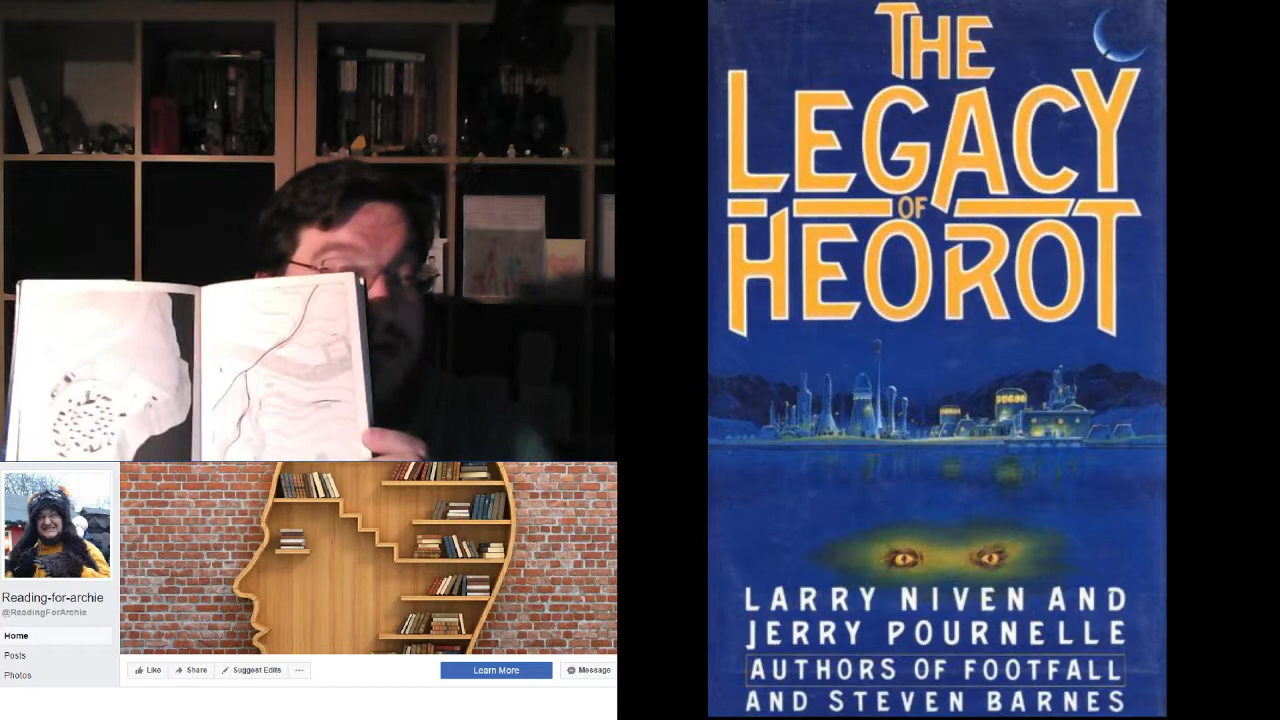 Reading-for-archie
@ReadingForArchie
Home
Posts
Photos
Like
Share
Suggest Edits
Learn More
Message
THE
LEGACY
OF
HEOROT
LARRY NIVEN AND
JERRY POURNELLE
AUTHORS OF FOOTFALL
AND STEVEN BARNES